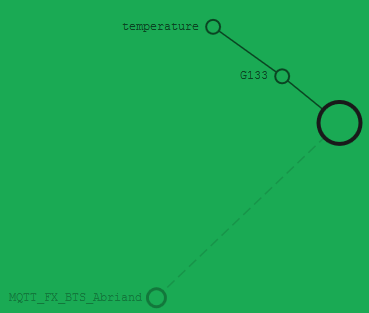 temperature
G133
MQTT_FX_BTS_Abriand